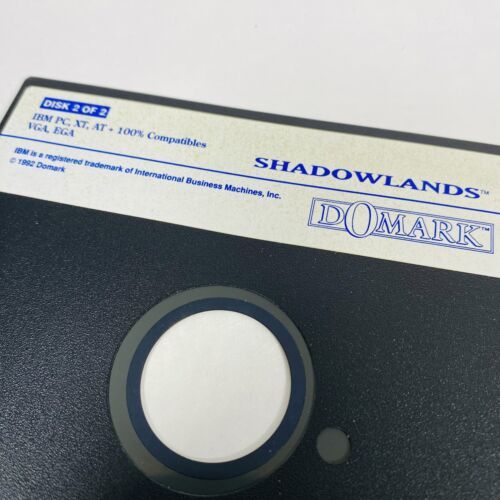 DISK 2 OF 2
IBM PC, XT, AT + 100% Compatibles
VGA, EGA
IBM is a registered trademark of International Business Machines, Inc.
© 1992 Domark
SHADOWLANDS™
DOMARK™